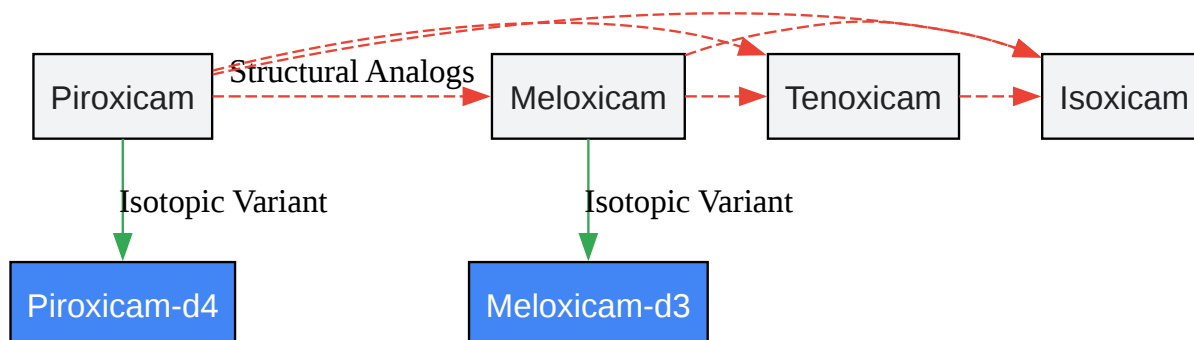 Structural Analogs
Piroxicam
Meloxicam
Tenoxicam
Isoxicam
Isotopic Variant
Isotopic Variant
Piroxicam-d4
Meloxicam-d3